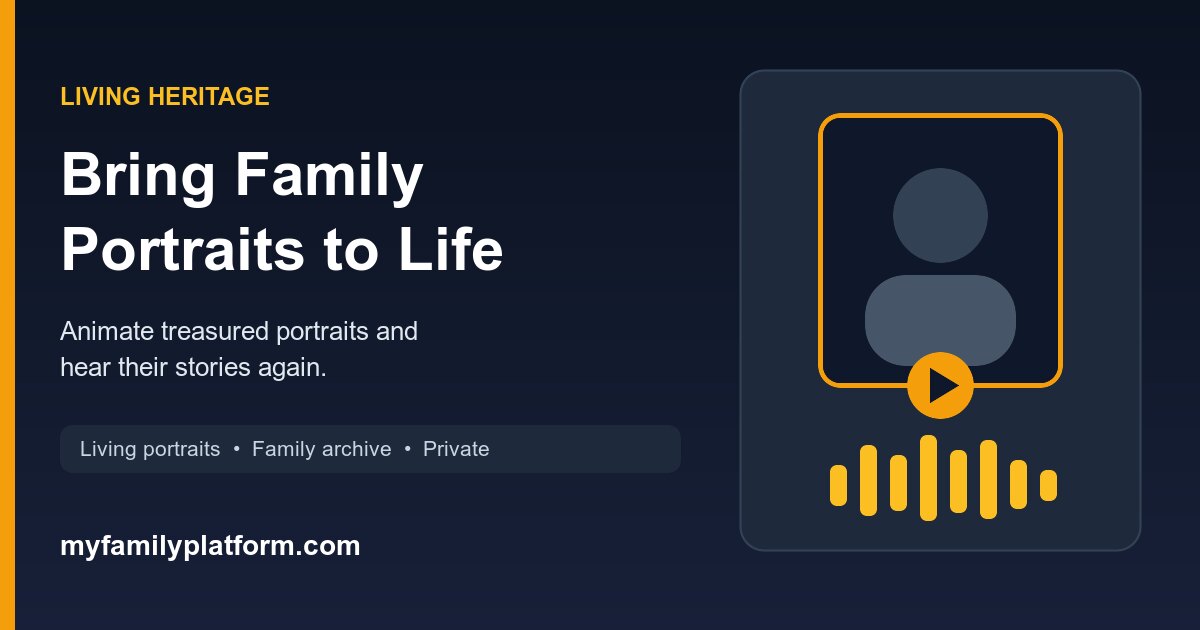 LIVING HERITAGE
Bring Family
Portraits to Life
Animate treasured portraits and
hear their stories again.
Living portraits • Family archive • Private
myfamilyplatform.com